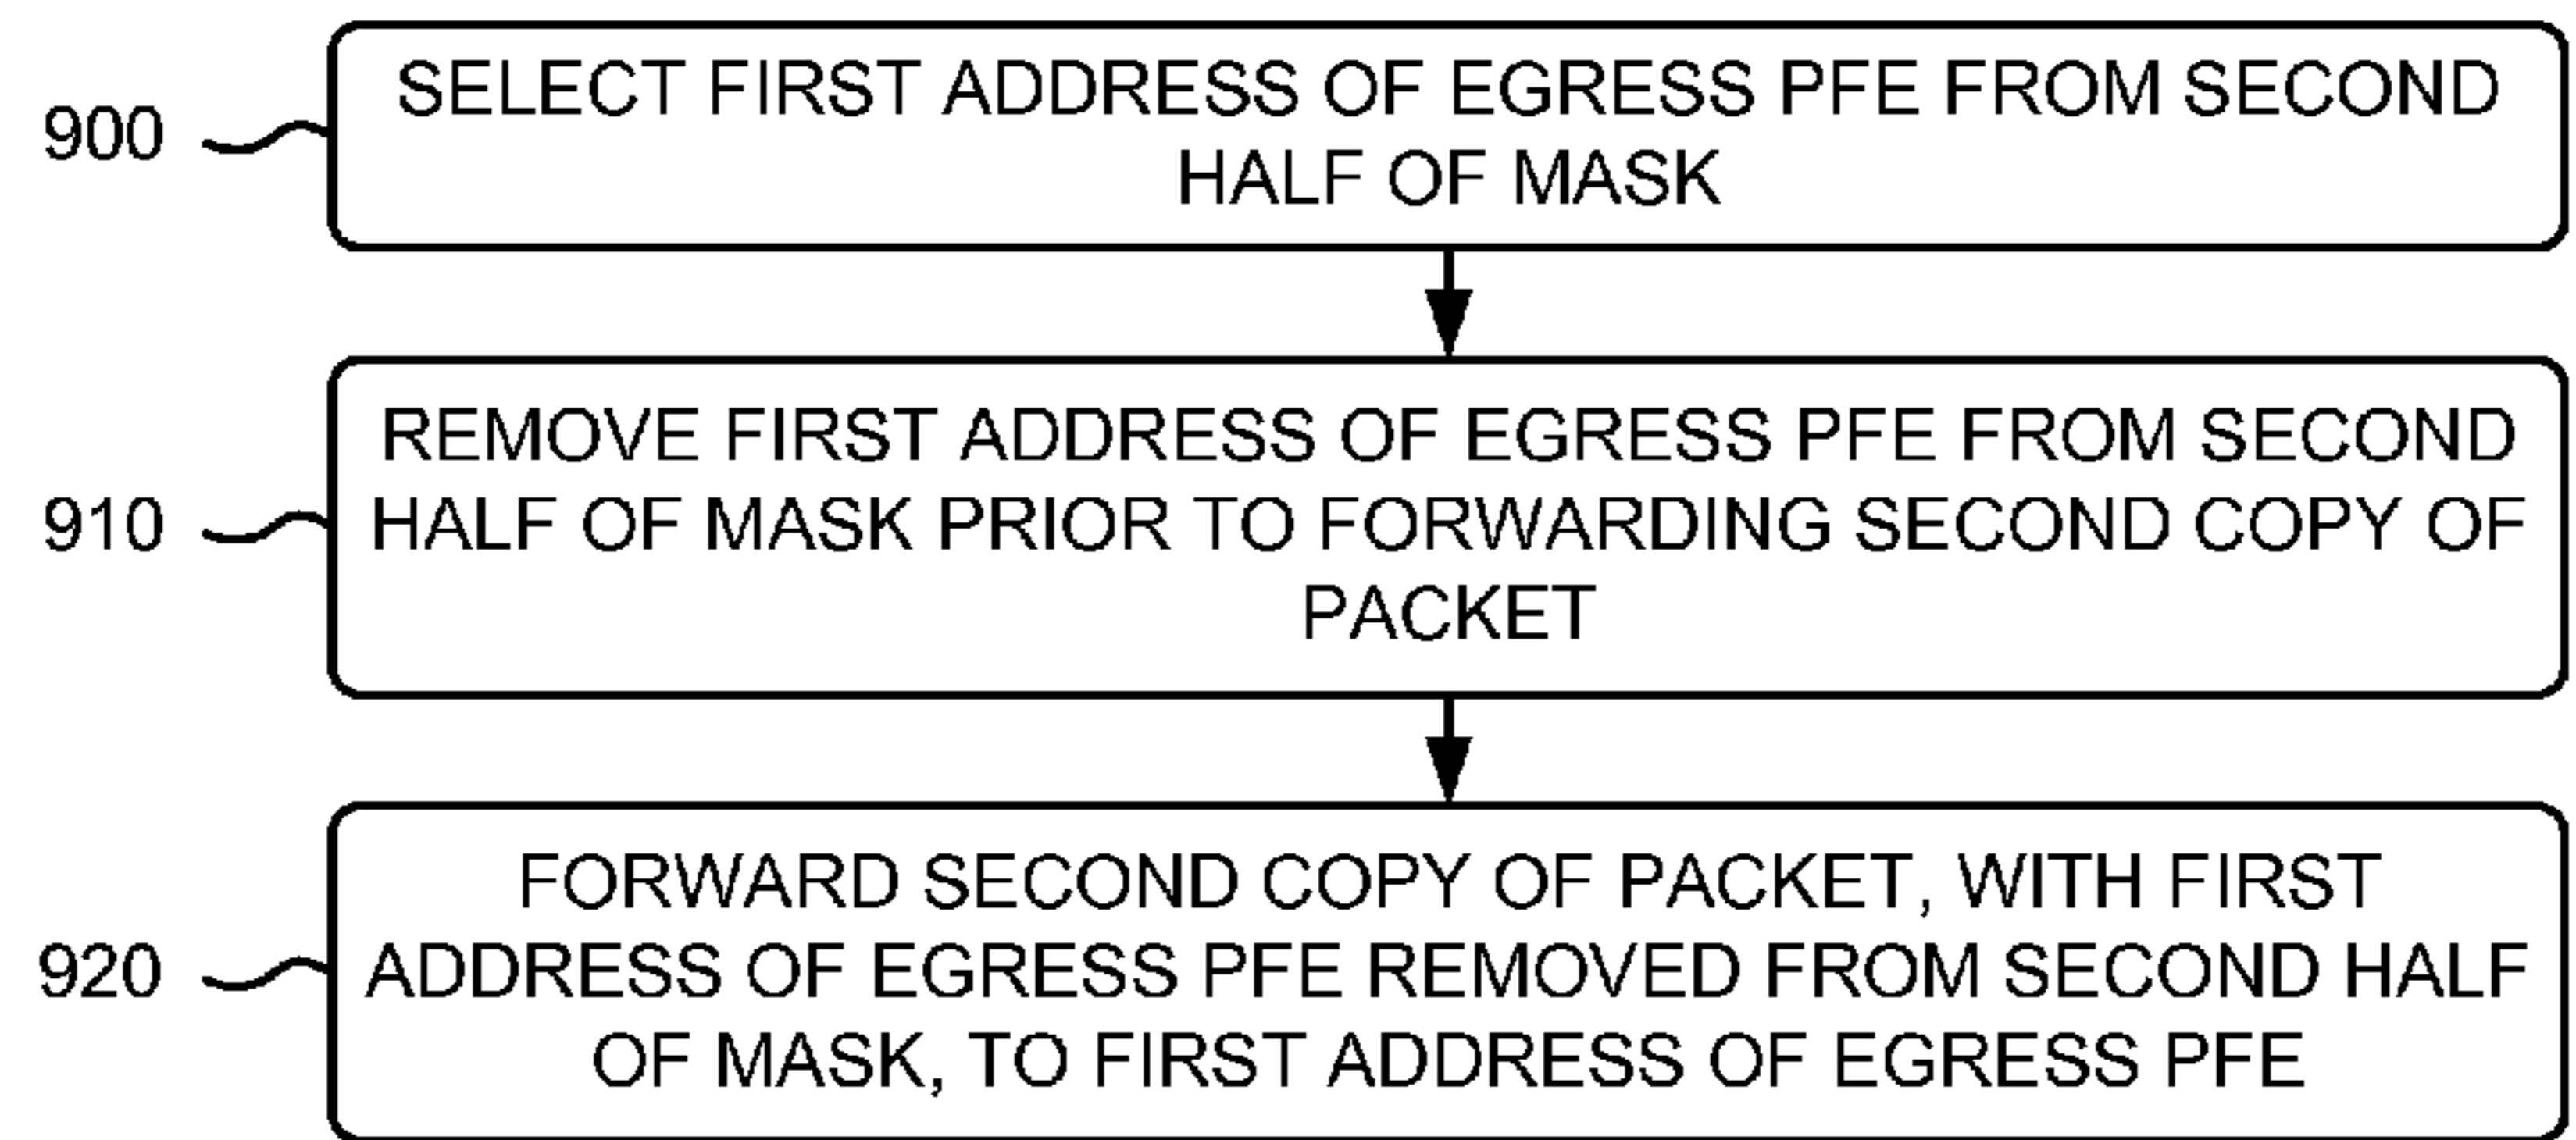 900
SELECT FIRST ADDRESS OF EGRESS PFE FROM SECOND
HALF OF MASK
910
REMOVE FIRST ADDRESS OF EGRESS PFE FROM SECOND
HALF OF MASK PRIOR TO FORWARDING SECOND COPY OF
PACKET
920
FORWARD SECOND COPY OF PACKET, WITH FIRST
ADDRESS OF EGRESS PFE REMOVED FROM SECOND HALF
OF MASK, TO FIRST ADDRESS OF EGRESS PFE